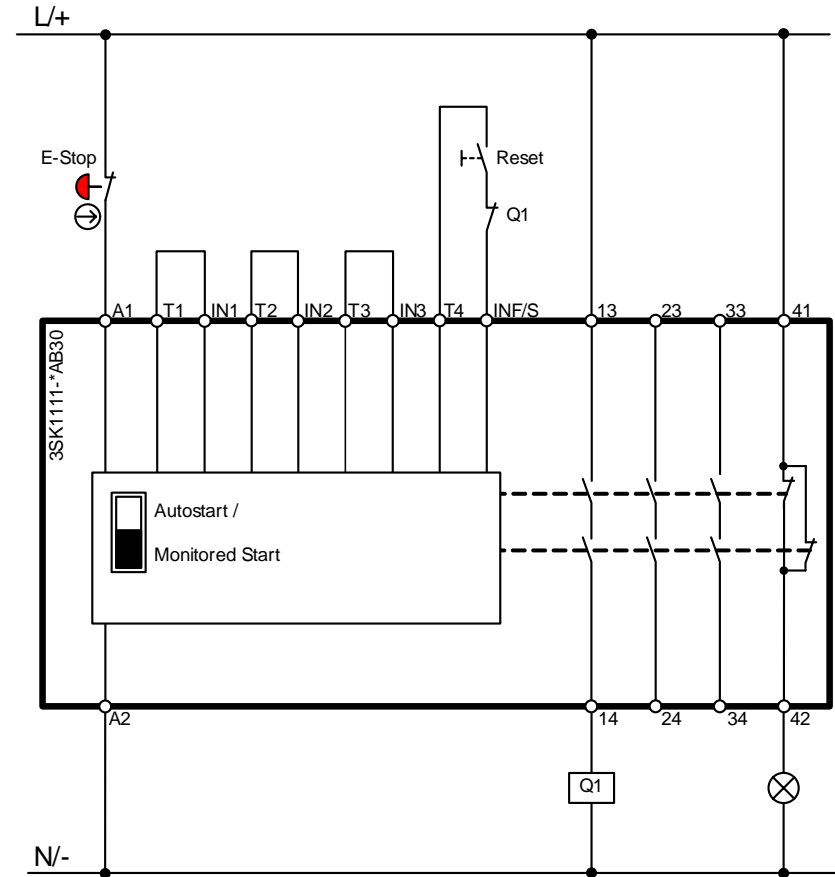 L/+
E-Stop
Reset
Q1
A1 T1 IN1 T2 IN2 T3 IN3 T4 INF/S 13 23 33 41
3SK1111-*AB30
Autostart /
Monitored Start
A2 14 24 34 42
Q1
N/-